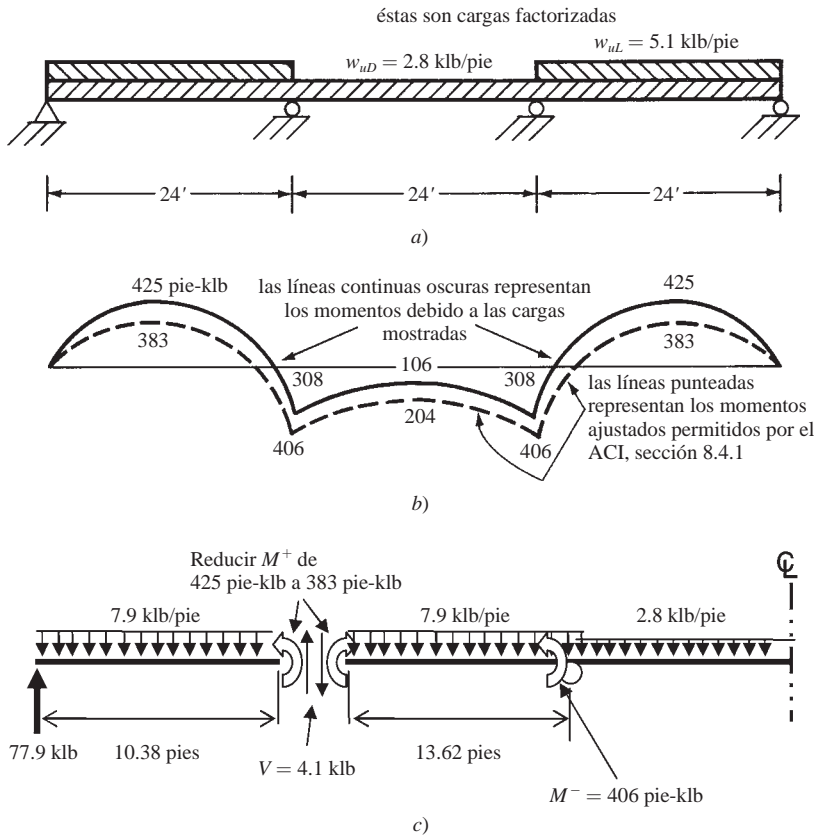 éstas son cargas factorizadas
w_{uD} = 2.8 klb/pie
w_{uL} = 5.1 klb/pie
24′
24′
24′
a)
425 pie-klb
las líneas continuas oscuras representan
los momentos debido a las cargas
mostradas
425
383
308
106
308
383
204
406
406
las líneas punteadas
representan los momentos
ajustados permitidos por el
ACI, sección 8.4.1
b)
Reducir M⁺ de
425 pie-klb a 383 pie-klb
7.9 klb/pie
7.9 klb/pie
2.8 klb/pie
℄
77.9 klb
10.38 pies
V = 4.1 klb
13.62 pies
M⁻ = 406 pie-klb
c)